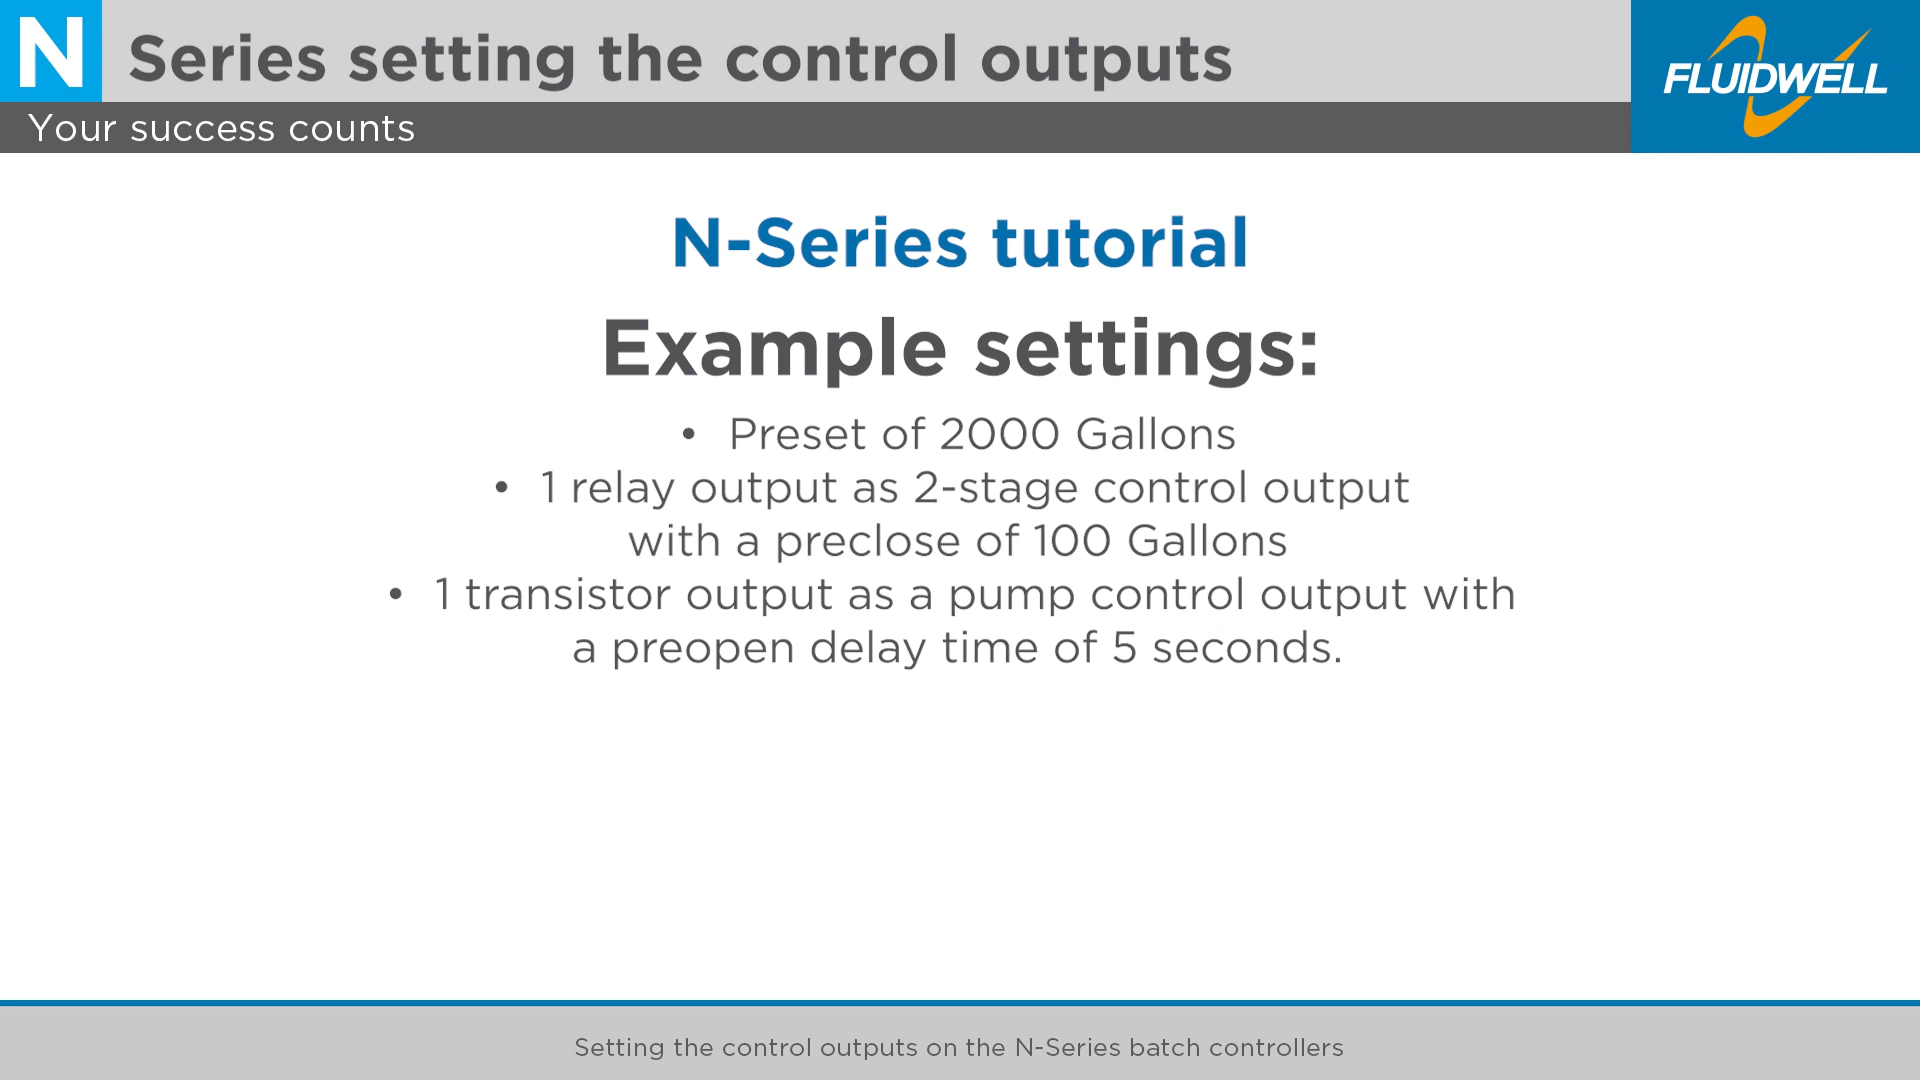 N Series setting the control outputs
FLUIDWELL
Your success counts
N-Series tutorial
Example settings:
• Preset of 2000 Gallons
• 1 relay output as 2-stage control output
with a preclose of 100 Gallons
• 1 transistor output as a pump control output with
a preopen delay time of 5 seconds.
Setting the control outputs on the N-Series batch controllers